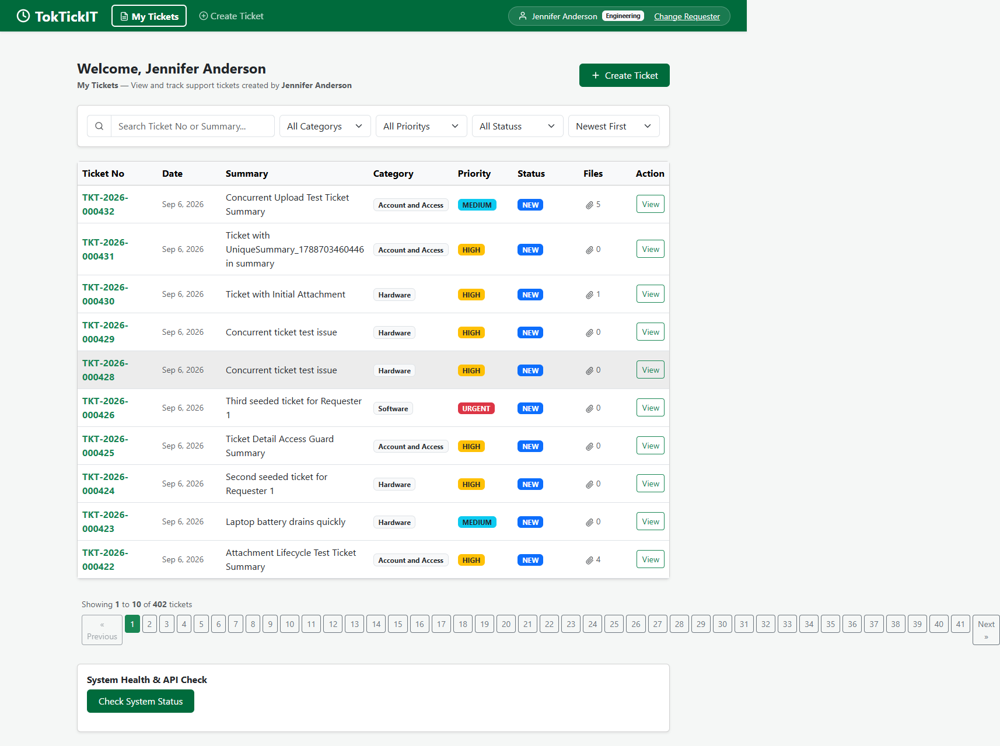 TokTickIT My Tickets Create Ticket Jennifer Anderson Engineering Change Requester
Welcome, Jennifer Anderson
My Tickets — View and track support tickets created by Jennifer Anderson
Create Ticket
Search Ticket No or Summary... All Categorys All Prioritys All Statuss Newest First
Ticket No Date Summary Category Priority Status Files Action
TKT-2026-000432 Sep 6, 2026 Concurrent Upload Test Ticket Summary Account and Access MEDIUM NEW 5 View
TKT-2026-000431 Sep 6, 2026 Ticket with UniqueSummary_1788703460446 in summary Account and Access HIGH NEW 0 View
TKT-2026-000430 Sep 6, 2026 Ticket with Initial Attachment Hardware HIGH NEW 1 View
TKT-2026-000429 Sep 6, 2026 Concurrent ticket test issue Hardware HIGH NEW 0 View
TKT-2026-000428 Sep 6, 2026 Concurrent ticket test issue Hardware HIGH NEW 0 View
TKT-2026-000426 Sep 6, 2026 Third seeded ticket for Requester 1 Software URGENT NEW 0 View
TKT-2026-000425 Sep 6, 2026 Ticket Detail Access Guard Summary Account and Access HIGH NEW 0 View
TKT-2026-000424 Sep 6, 2026 Second seeded ticket for Requester 1 Hardware HIGH NEW 0 View
TKT-2026-000423 Sep 6, 2026 Laptop battery drains quickly Hardware MEDIUM NEW 0 View
TKT-2026-000422 Sep 6, 2026 Attachment Lifecycle Test Ticket Summary Account and Access HIGH NEW 4 View
Showing 1 to 10 of 402 tickets
« Previous 1 2 3 4 5 6 7 8 9 10 11 12 13 14 15 16 17 18 19 20 21 22 23 24 25 26 27 28 29 30 31 32 33 34 35 36 37 38 39 40 41 Next »
System Health & API Check
Check System Status